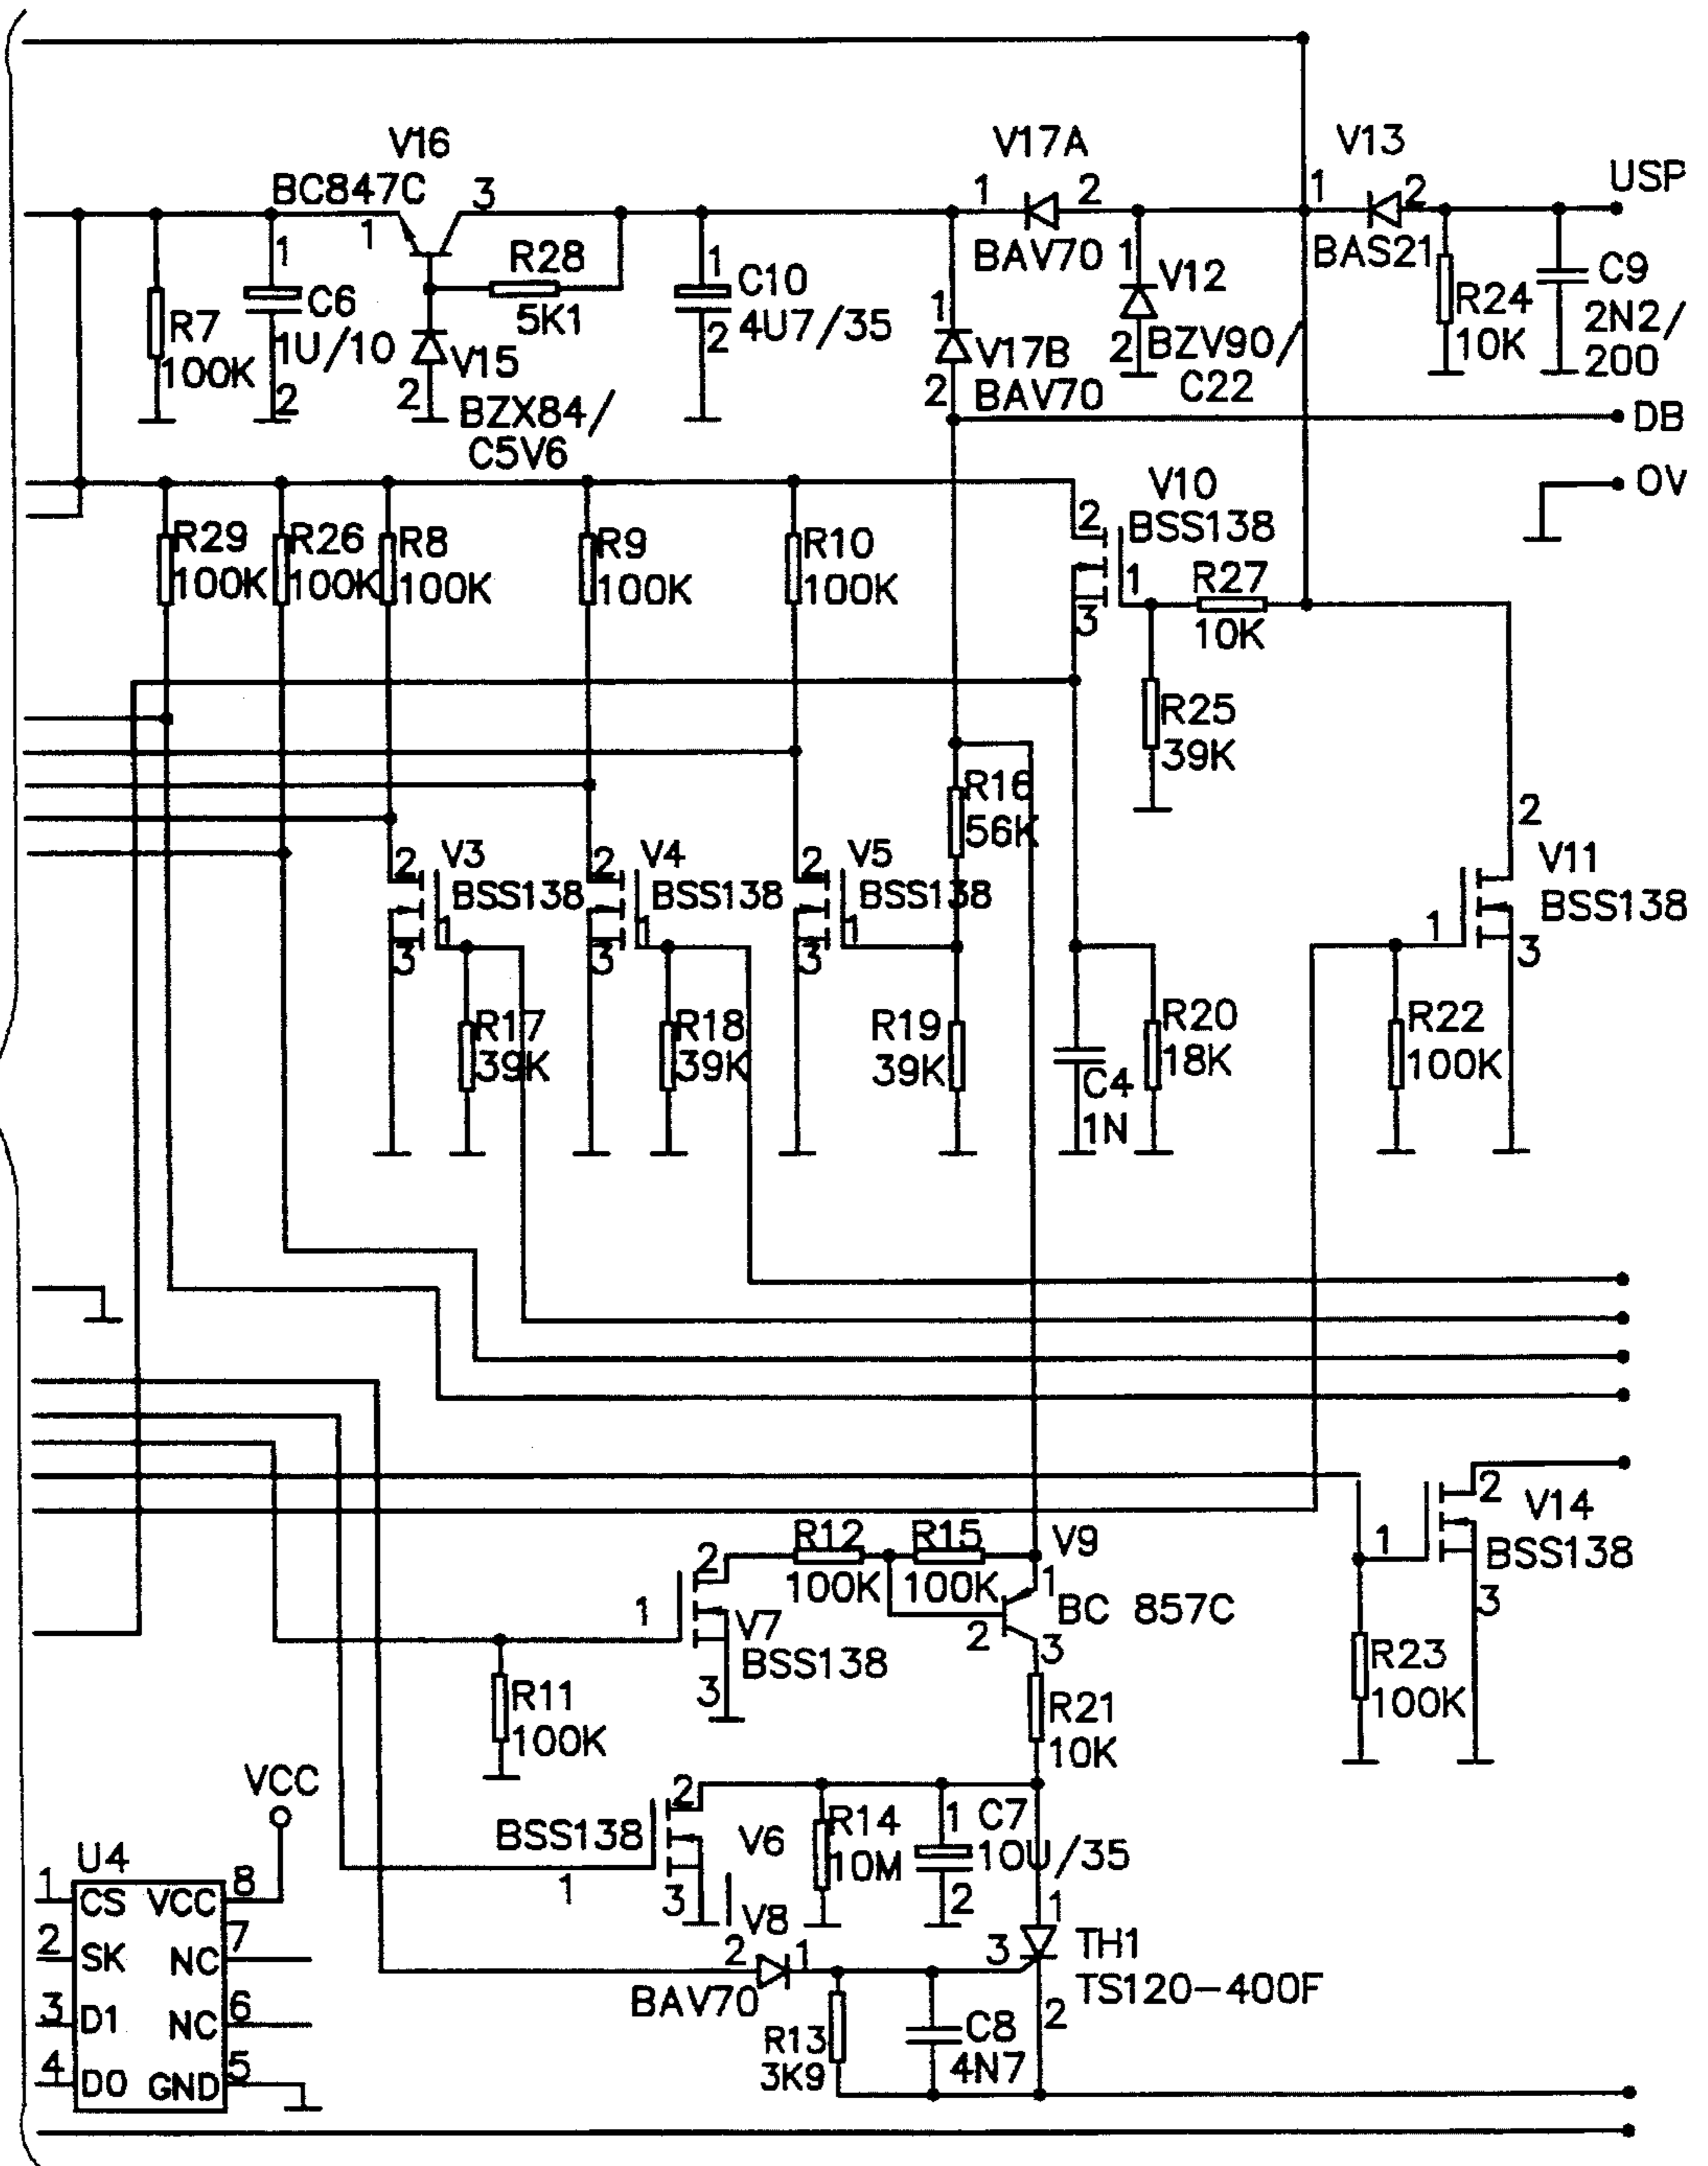 V16
BC847C
3
1
V17A
1
2
BAV70
V13
1
2
BAS21
USP
R28
5K1
1
C6
1U/10
2
R7
100K
V15
2
BZX84/
C5V6
1
C10
4U7/35
2
1
V17B
2
BAV70
1
V12
2
BZV90/
C22
R24
10K
C9
2N2/
200
DB
OV
R29
100K
R26
100K
R8
100K
R9
100K
R10
100K
V10
2
BSS138
1
3
R27
10K
R25
39K
R16
56K
2
V3
BSS138
1
3
2
V4
BSS138
1
3
2
V5
BSS138
1
3
2
V11
BSS138
1
3
R17
39K
R18
39K
R19
39K
C4
1N
R20
18K
R22
100K
R12
100K
R15
100K
V9
1
BC 857C
2
3
2
V14
1
BSS138
3
2
1
V7
BSS138
3
R11
100K
R21
10K
R23
100K
VCC
2
BSS138
V6
1
3
R14
10M
1
C7
10U/35
2
U4
1
CS
VCC
8
2
SK
NC
7
3
D1
NC
6
4
D0
GND
5
V8
2
1
BAV70
1
3
TH1
TS120-400F
2
R13
3K9
C8
4N7